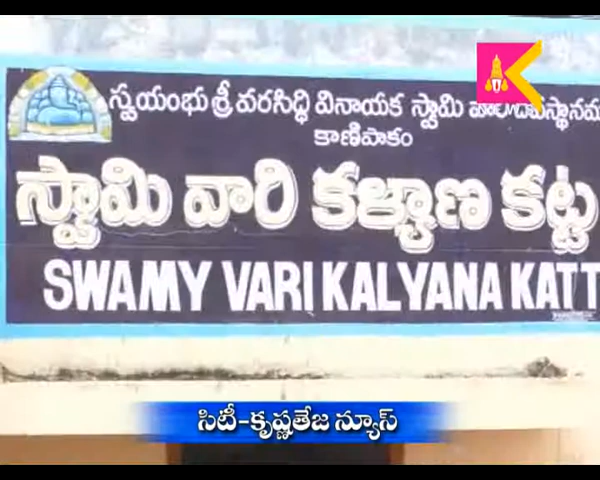 స్వయంభు శ్రీ వరసిద్ధి వినాయక స్వామి
కాణిపాకం
స్వామి వారి కళ్యాణ కట్ట
SWAMY VARI KALYANA KATT
సిటీ-కృష్ణతేజ న్యూస్